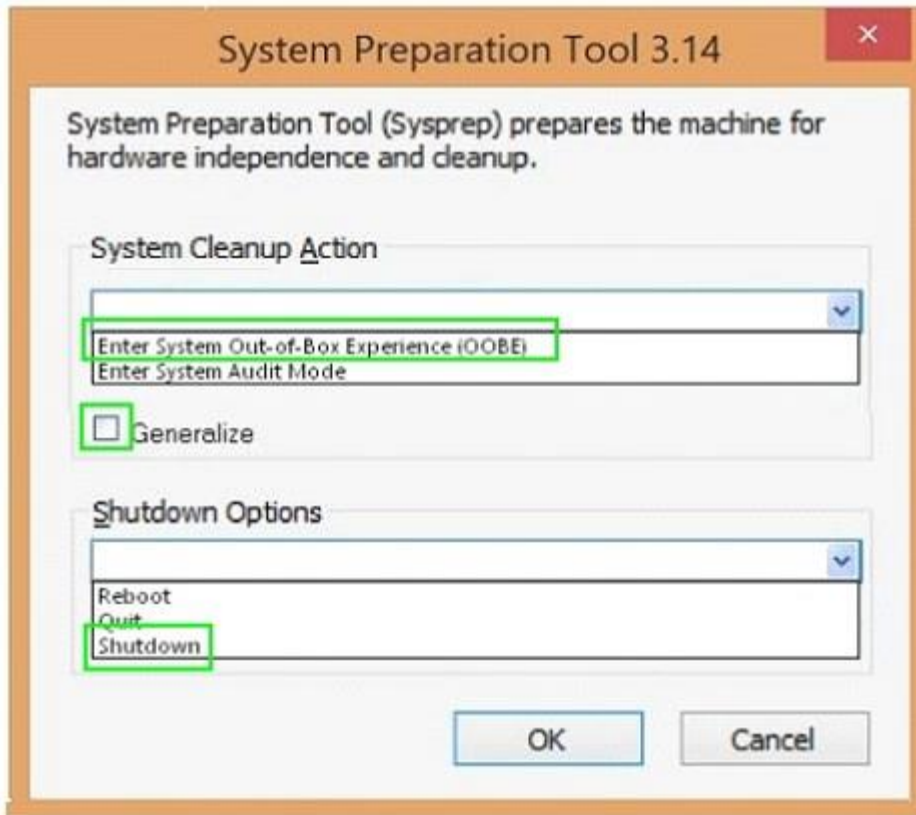 System Preparation Tool 3.14
System Preparation Tool (Sysprep) prepares the machine for
hardware independence and cleanup.
System Cleanup Action
Enter System Out-of-Box Experience (OOBE)
Enter System Audit Mode
Generalize
Shutdown Options
Reboot
Quit
Shutdown
OK Cancel